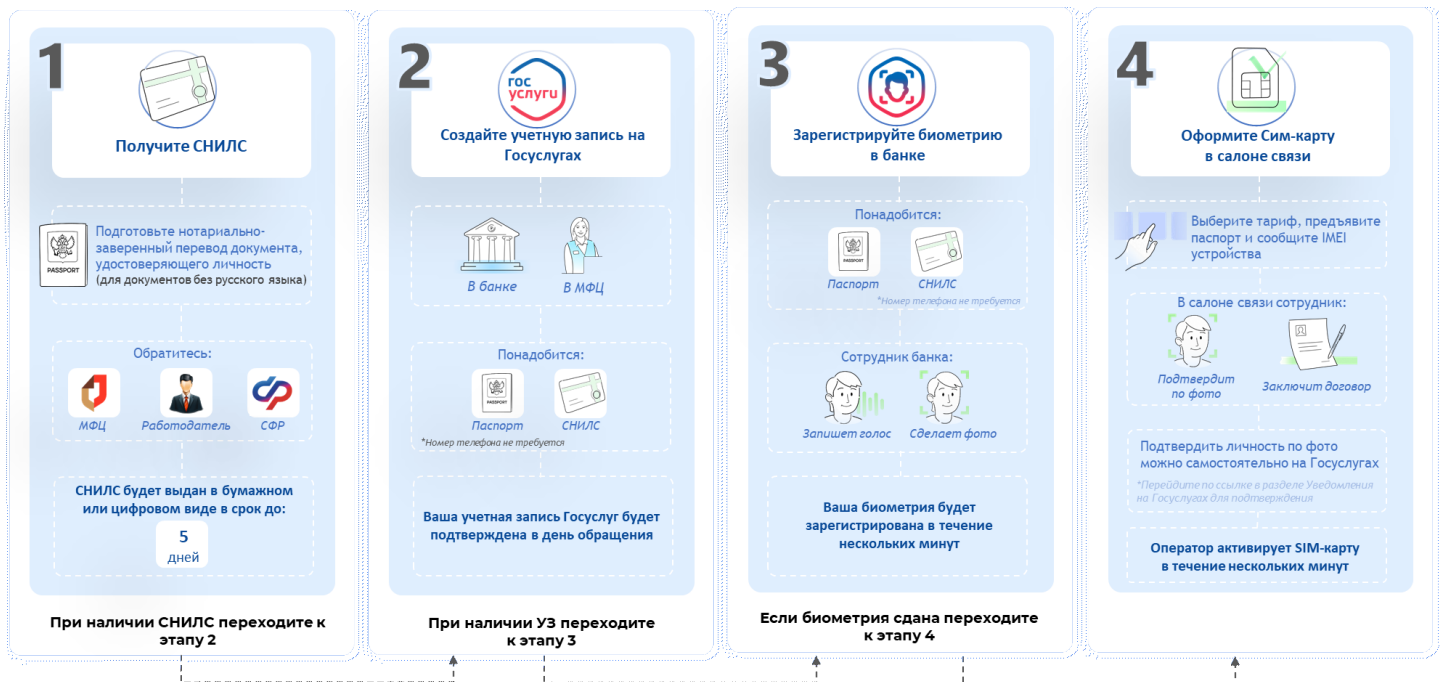 1
Получите СНИЛС
PASSPORT
Подготовьте нотариально-
заверенный перевод документа,
удостоверяющего личность
(для документов без русского языка)
Обратитесь:
МФЦ
Работодатель
СФР
СНИЛС будет выдан в бумажном
или цифровом виде в срок до:
5
дней
При наличии СНИЛС переходите к
этапу 2
2
гос
услуги
Создайте учетную запись на
Госуслугах
В банке
В МФЦ
Понадобится:
PASSPORT
Паспорт
СНИЛС
*Номер телефона не требуется
Ваша учетная запись Госуслуг будет
подтверждена в день обращения
При наличии УЗ переходите
к этапу 3
3
Зарегистрируйте биометрию
в банке
Понадобится:
PASSPORT
Паспорт
СНИЛС
*Номер телефона не требуется
Сотрудник банка:
Запишет голос
Сделает фото
Ваша биометрия будет
зарегистрирована в течение
нескольких минут
Если биометрия сдана переходите
к этапу 4
4
Оформите Сим-карту
в салоне связи
Выберите тариф, предъявите
паспорт и сообщите IMEI
устройства
В салоне связи сотрудник:
Подтвердит
по фото
Заключит договор
Подтвердить личность по фото
можно самостоятельно на Госуслугах
*Перейдите по ссылке в разделе Уведомления
на Госуслугах для подтверждения
Оператор активирует SIM-карту
в течение нескольких минут